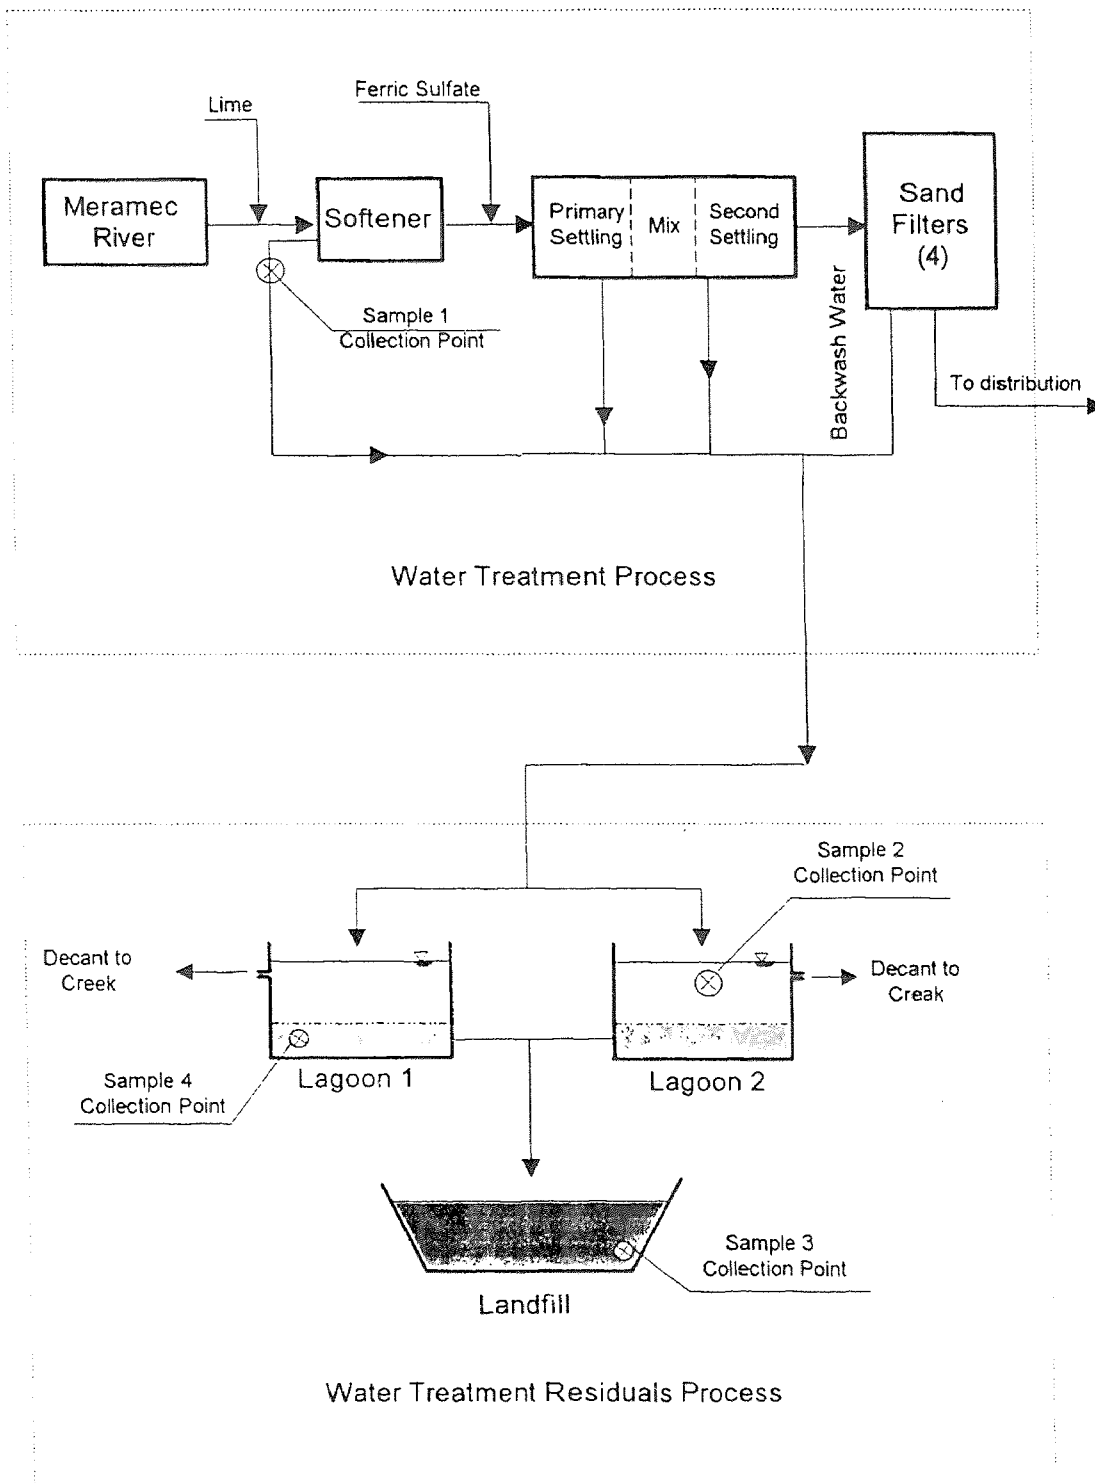 Ferric Sulfate
Lime
Meramec
River
Softener
Primary
Settling
Mix
Second
Settling
Sand
Filters
(4)
Sample 1
Collection Point
Backwash Water
To distribution
Water Treatment Process
Sample 2
Collection Point
Decant to
Creek
Decant to
Creak
Lagoon 1
Lagoon 2
Sample 4
Collection Point
Sample 3
Collection Point
Landfill
Water Treatment Residuals Process